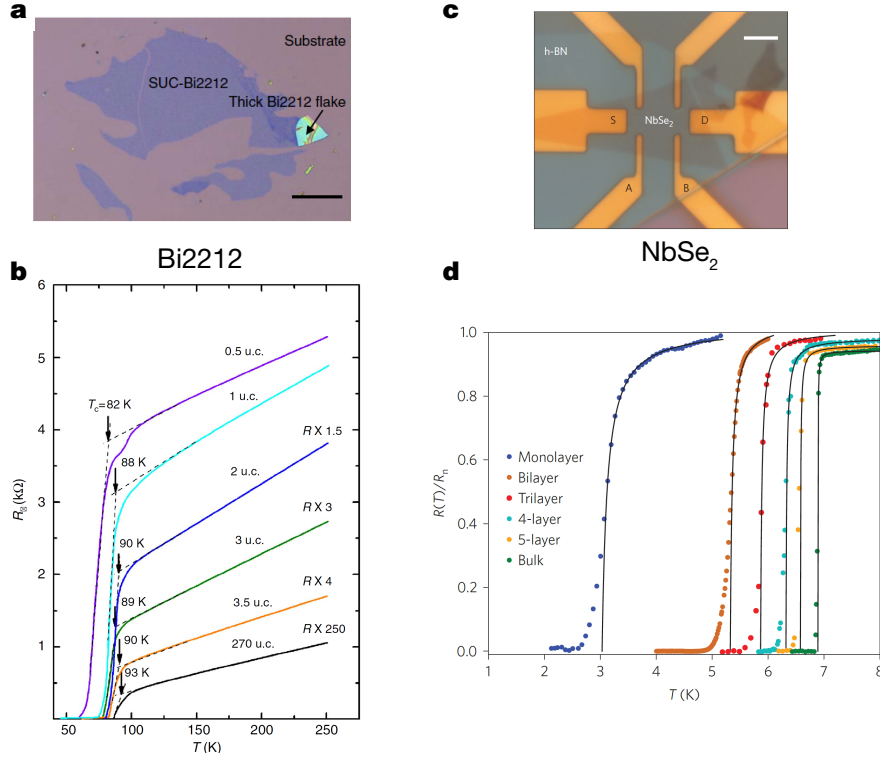 a
Substrate
SUC-Bi2212
Thick Bi2212 flake
c
h-BN
S
NbSe2
D
A
B
b
Bi2212
6
5
4
3
2
1
R (kΩ)
50
100
150
200
250
T (K)
0.5 u.c.
Tc=82 K
1 u.c.
R X 1.5
88 K
2 u.c.
R X 3
90 K
3 u.c.
89 K
R X 4
3.5 u.c.
90 K
R X 250
270 u.c.
93 K
NbSe2
d
1.0
0.8
0.6
0.4
0.2
0.0
R(T)/Rn
Monolayer
Bilayer
Trilayer
4-layer
5-layer
Bulk
1
2
3
4
5
6
7
8
T (K)